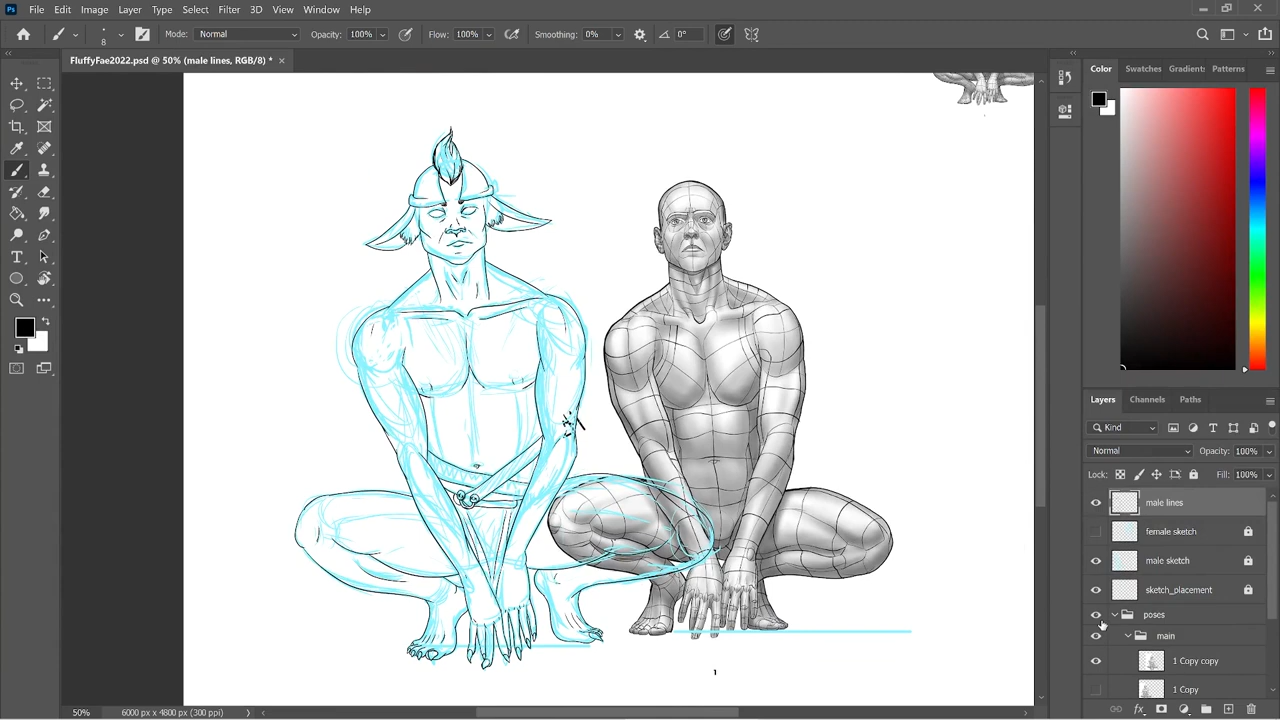 Ps File Edit Image Layer Type Select Filter 3D View Window Help
8 Mode: Normal Opacity: 100% Flow: 100% Smoothing: 0% 0°
FluffyFae2022.psd @ 50% (male lines, RGB/8) * ×
Color Swatches Gradients Patterns
Layers Channels Paths
Kind
Normal Opacity: 100%
Lock: Fill: 100%
male lines
female sketch
male sketch
sketch_placement
poses
main
1 Copy copy
1 Copy
1
50% 6000 px x 4800 px (300 ppi)